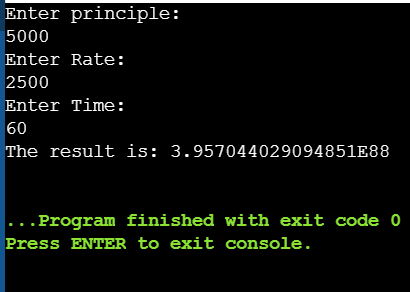 Enter principle:
5000
Enter Rate:
2500
Enter Time:
60
The result is: 3.957044029094851E88
...Program finished with exit code 0
Press ENTER to exit console.